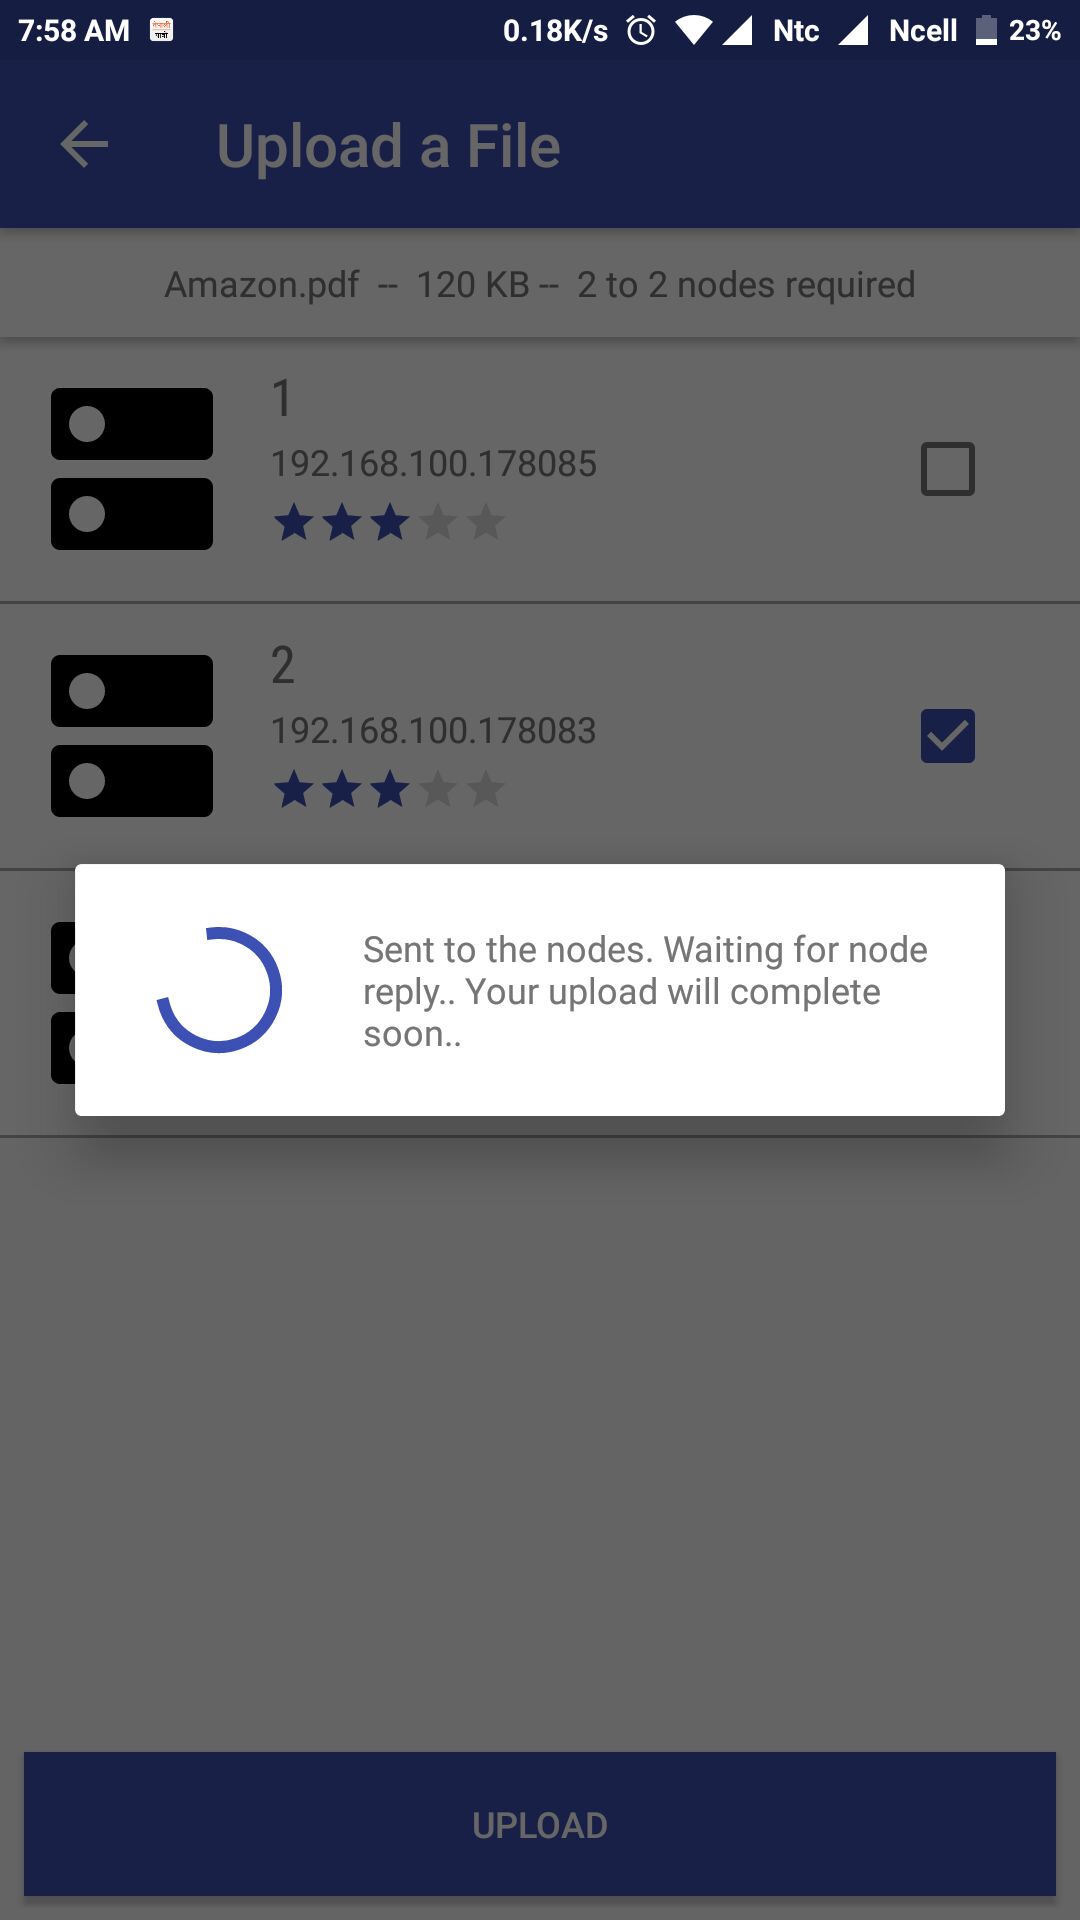 7:58 AM 0.18K/s Ntc Ncell 23%
Upload a File
Amazon.pdf -- 120 KB -- 2 to 2 nodes required
1
192.168.100.178085
2
192.168.100.178083
Sent to the nodes. Waiting for node
reply.. Your upload will complete
soon..
UPLOAD